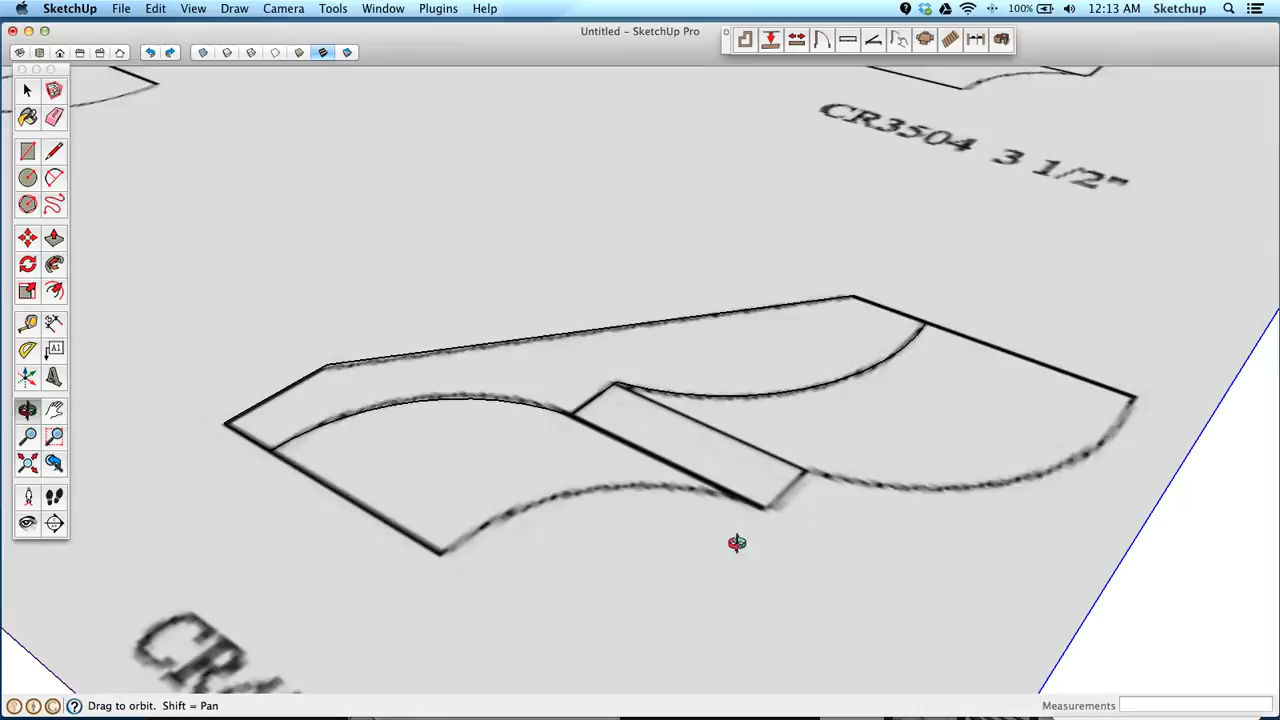 SketchUp File Edit View Draw Camera Tools Window Plugins Help 100% 12:13 AM Sketchup
Untitled – SketchUp Pro
CR3504 3 1/2"
A1
Drag to orbit. Shift = Pan
Measurements